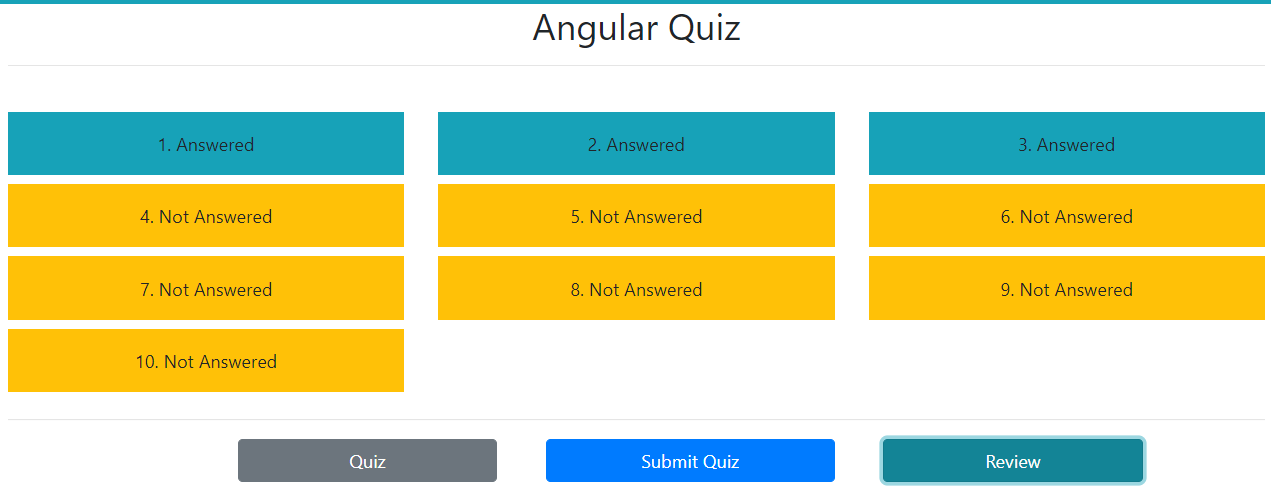 Angular Quiz
1. Answered
2. Answered
3. Answered
4. Not Answered
5. Not Answered
6. Not Answered
7. Not Answered
8. Not Answered
9. Not Answered
10. Not Answered
Quiz
Submit Quiz
Review